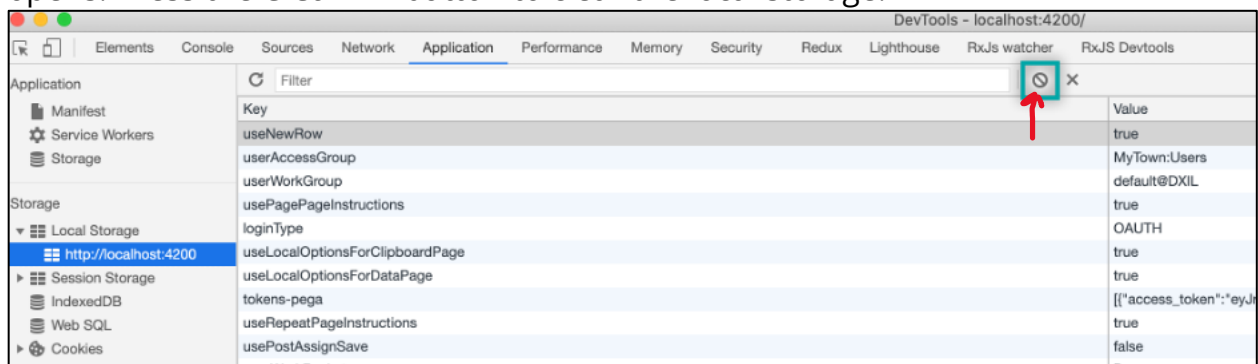 DevTools - localhost:4200/
Elements Console Sources Network Application Performance Memory Security Redux Lighthouse RxJs watcher RxJS Devtools
Application
Filter
Manifest
Key Value
Service Workers
useNewRow true
Storage
userAccessGroup MyTown:Users
userWorkGroup default@DXIL
Storage
usePagePageInstructions true
Local Storage
loginType OAUTH
http://localhost:4200
useLocalOptionsForClipboardPage true
Session Storage
useLocalOptionsForDataPage true
IndexedDB
tokens-pega [{"access_token":"eyJr
Web SQL
useRepeatPageInstructions true
Cookies
usePostAssignSave false